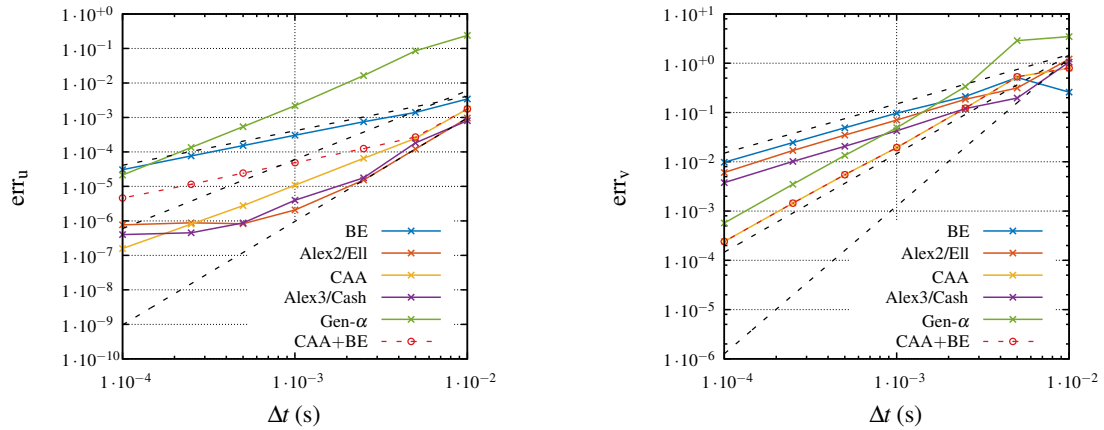 1·10⁺⁰
1·10⁻¹
1·10⁻²
1·10⁻³
1·10⁻⁴
1·10⁻⁵
1·10⁻⁶
1·10⁻⁷
1·10⁻⁸
1·10⁻⁹
1·10⁻¹⁰
err_u
BE
Alex2/Ell
CAA
Alex3/Cash
Gen-α
CAA+BE
1·10⁻⁴ 1·10⁻³ 1·10⁻²
Δt (s)
1·10⁺¹
1·10⁺⁰
1·10⁻¹
1·10⁻²
1·10⁻³
1·10⁻⁴
1·10⁻⁵
1·10⁻⁶
err_v
BE
Alex2/Ell
CAA
Alex3/Cash
Gen-α
CAA+BE
1·10⁻⁴ 1·10⁻³ 1·10⁻²
Δt (s)